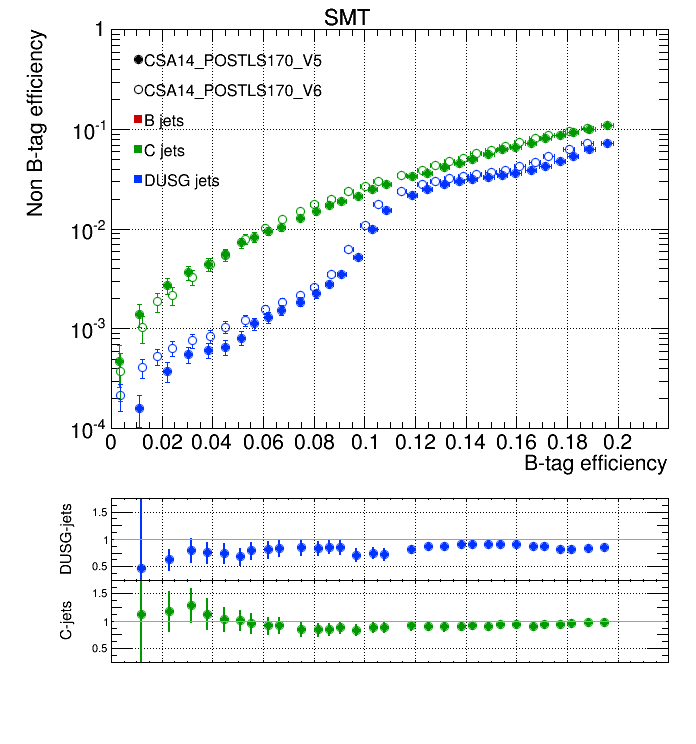 SMT
Non B-tag efficiency
1
CSA14_POSTLS170_V5
CSA14_POSTLS170_V6
B jets
C jets
DUSG jets
10-1
10-2
10-3
10-4
0 0.02 0.04 0.06 0.08 0.1 0.12 0.14 0.16 0.18 0.2
B-tag efficiency
DUSG-jets
1.5
1
0.5
C-jets
1.5
1
0.5